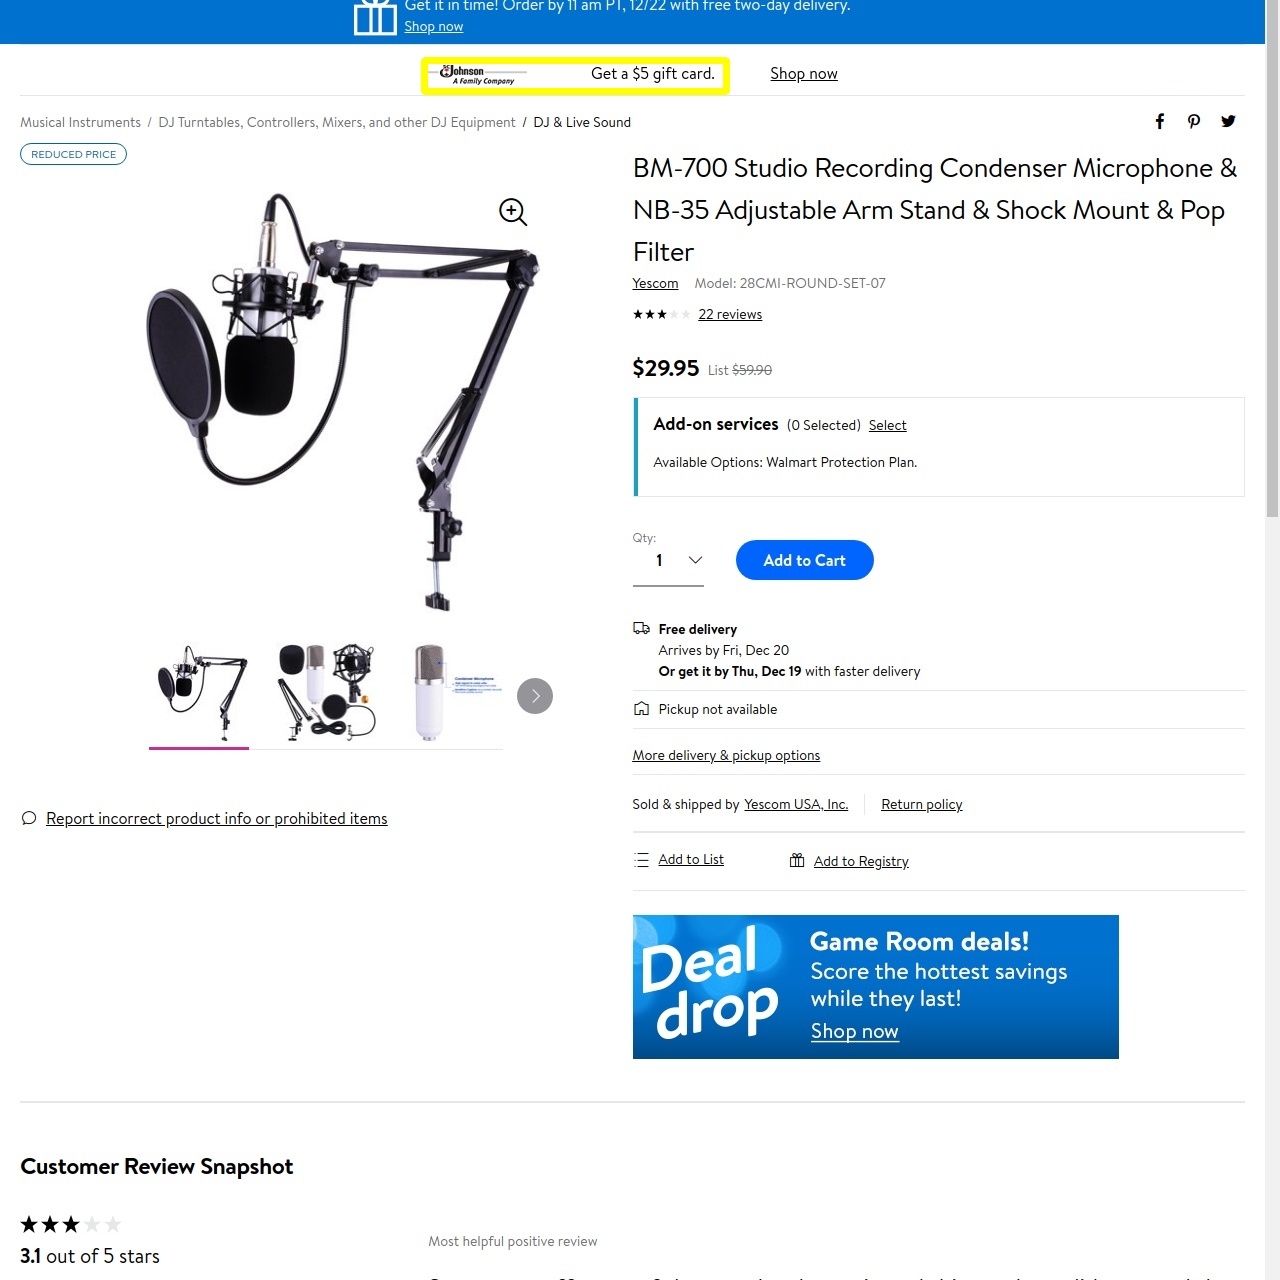 Get it in time! Order by 11 am PT, 12/22 with free two-day delivery.
Shop now
SC Johnson
A Family Company
Get a $5 gift card.
Shop now
Musical Instruments / DJ Turntables, Controllers, Mixers, and other DJ Equipment / DJ & Live Sound
REDUCED PRICE
BM-700 Studio Recording Condenser Microphone &
NB-35 Adjustable Arm Stand & Shock Mount & Pop
Filter
Yescom Model: 28CMI-ROUND-SET-07
22 reviews
$29.95 List $59.90
Add-on services (0 Selected) Select
Available Options: Walmart Protection Plan.
Qty:
1
Add to Cart
Free delivery
Arrives by Fri, Dec 20
Or get it by Thu, Dec 19 with faster delivery
Pickup not available
More delivery & pickup options
Sold & shipped by Yescom USA, Inc. Return policy
Add to List
Add to Registry
Condenser Microphone
Report incorrect product info or prohibited items
Deal
drop
Game Room deals!
Score the hottest savings
while they last!
Shop now
Customer Review Snapshot
3.1 out of 5 stars
Most helpful positive review